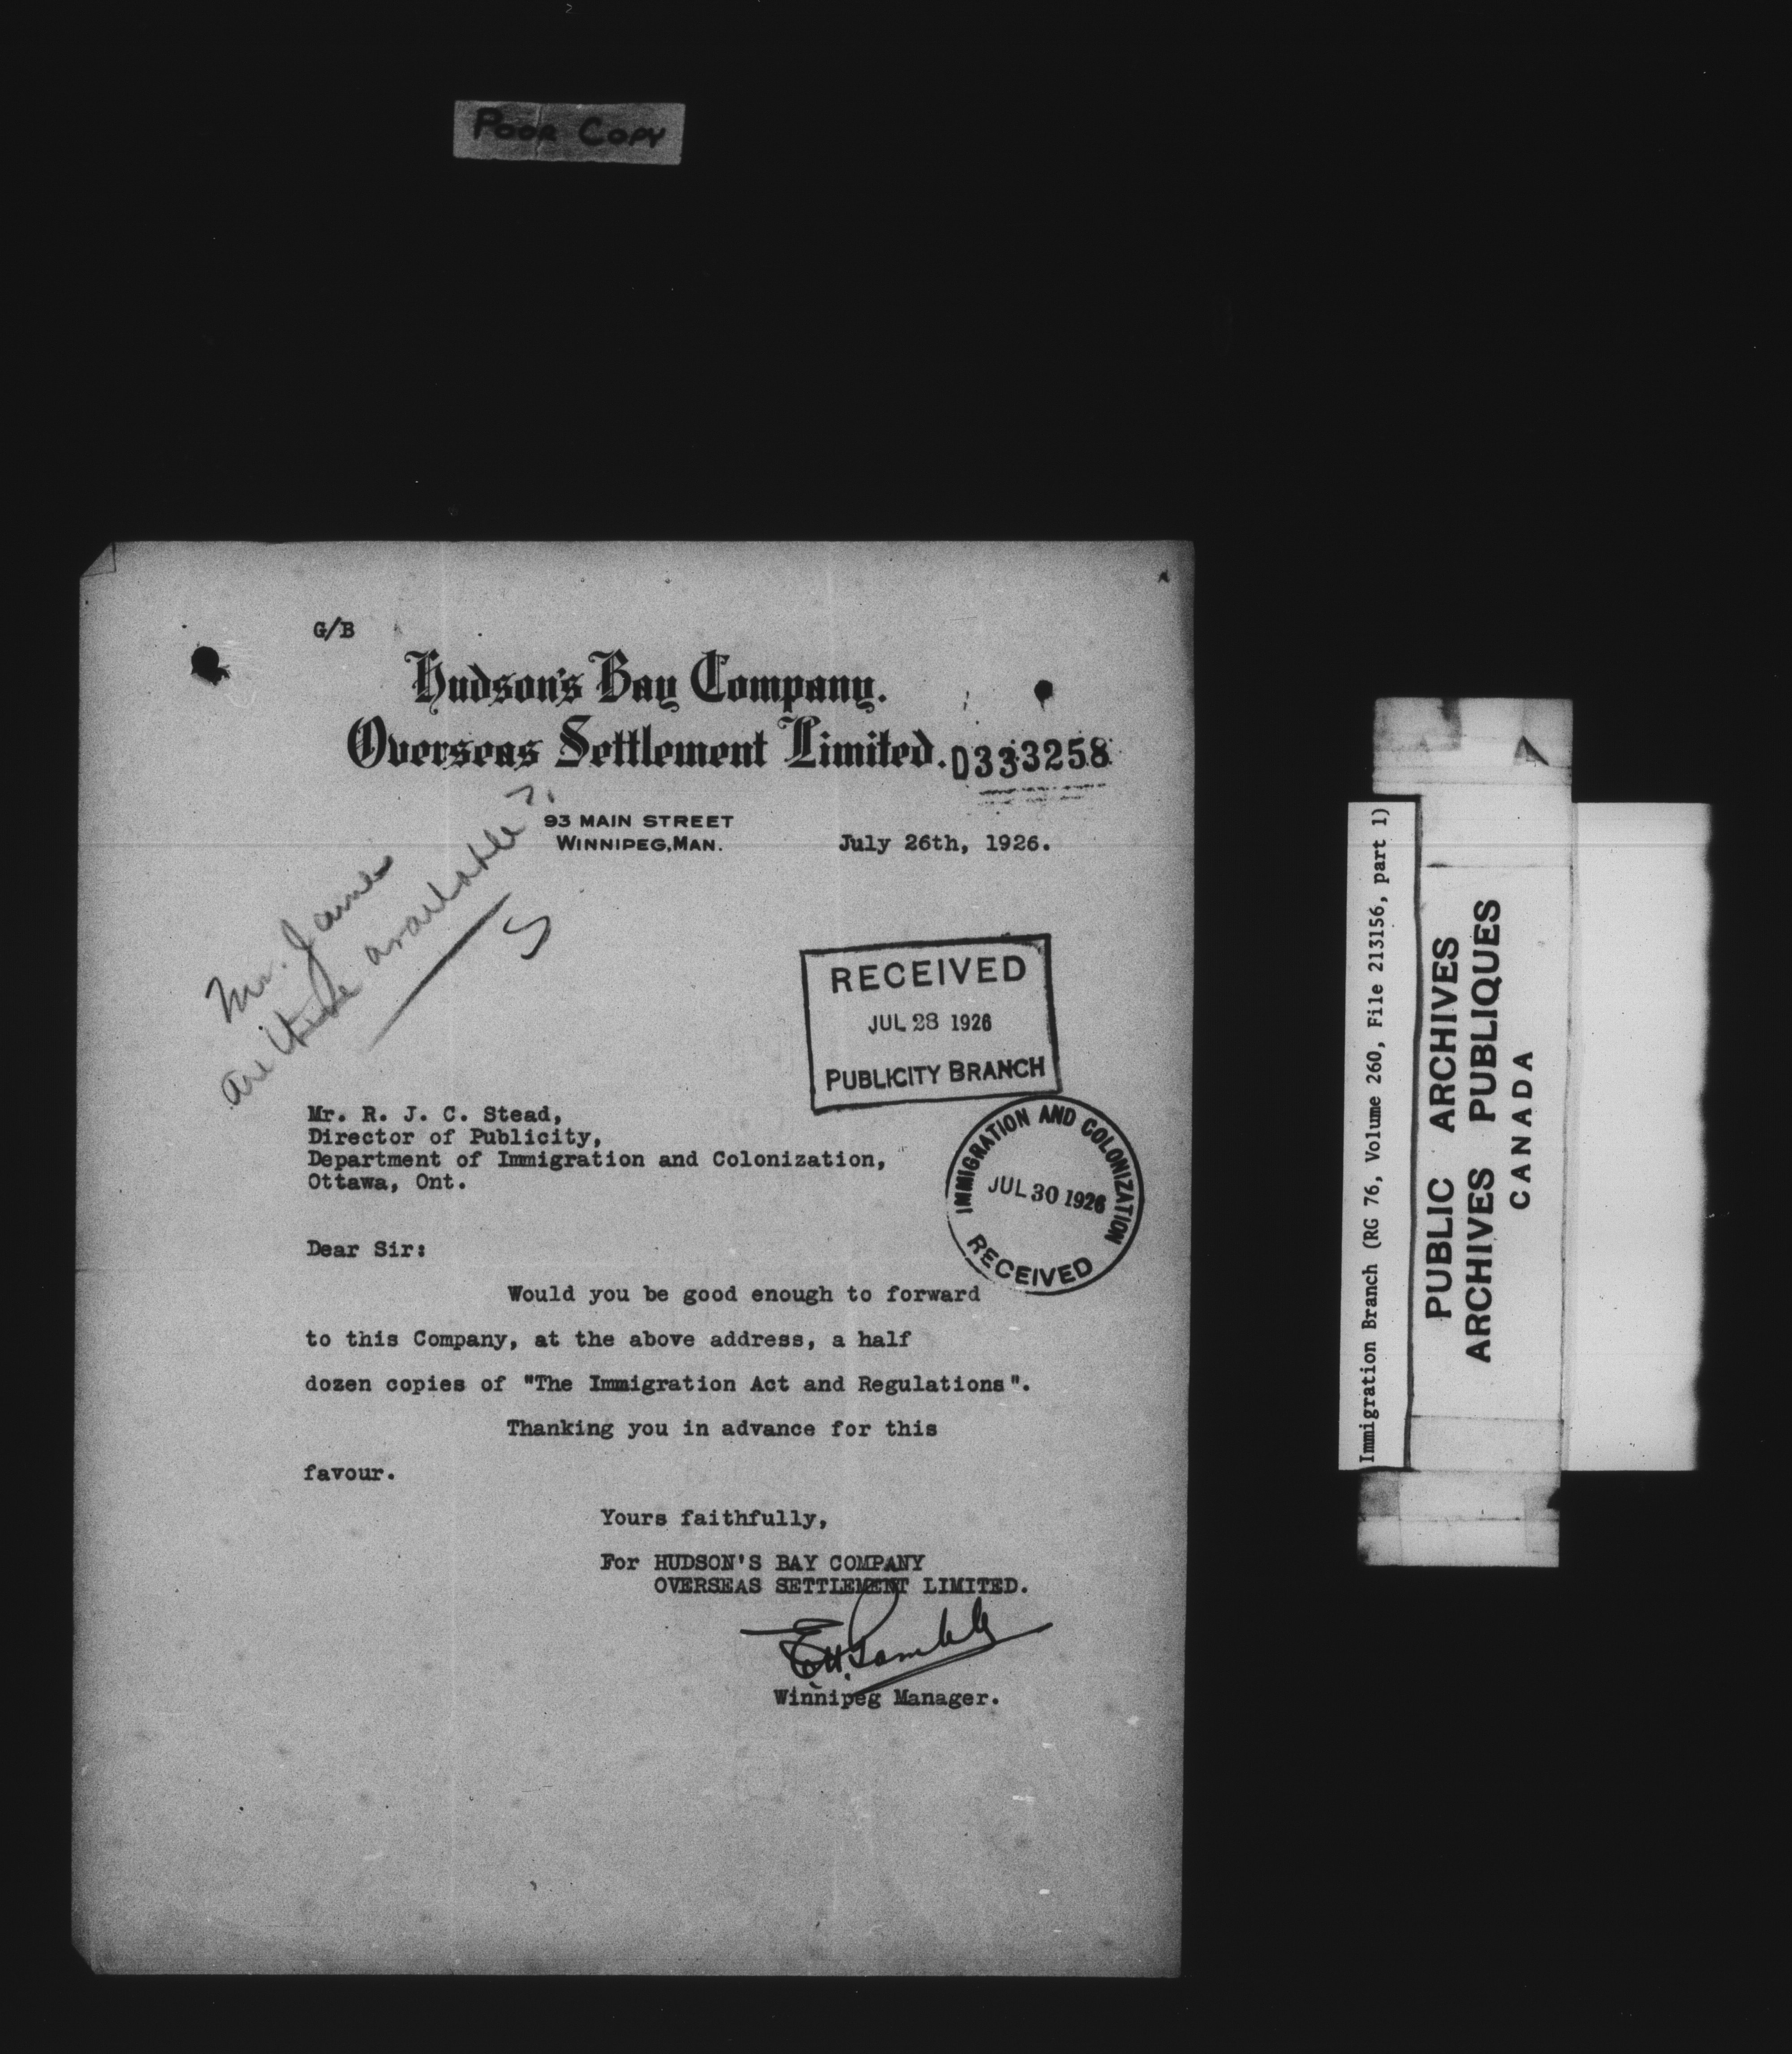 POOR COPY
G/B
Hudson's Bay Company.
Overseas Settlement Limited.
0333258
93 MAIN STREET
WINNIPEG, MAN.
July 26th, 1926.
Mr.
are these available?
S
RECEIVED
JUL 28 1926
PUBLICITY BRANCH
Mr. R. J. C. Stead,
Director of Publicity,
Department of Immigration and Colonization,
Ottawa, Ont.
IMMIGRATION AND COLONIZATION
JUL 30 1926
RECEIVED
Dear Sir:
Would you be good enough to forward
to this Company, at the above address, a half
dozen copies of "The Immigration Act and Regulations".
Thanking you in advance for this
favour.
Yours faithfully,
For HUDSON'S BAY COMPANY
OVERSEAS SETTLEMENT LIMITED.
Winnipeg Manager.
Immigration Branch (RG 76, Volume 260, File 213156, part 1)
PUBLIC ARCHIVES
ARCHIVES PUBLIQUES
CANADA